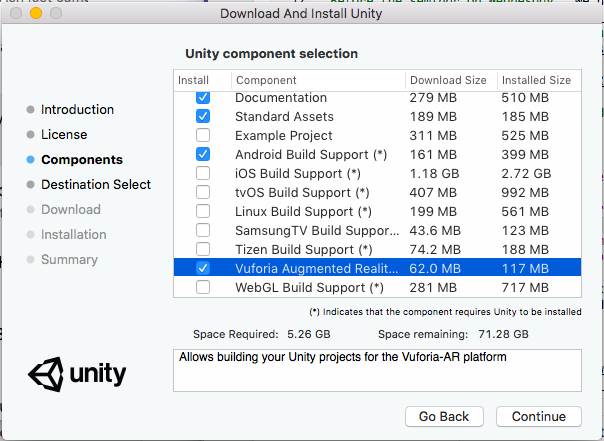 Download And Install Unity
Unity component selection
Install Component Download Size Installed Size
Documentation 279 MB 510 MB
Standard Assets 189 MB 185 MB
Example Project 311 MB 525 MB
Android Build Support (*) 161 MB 399 MB
iOS Build Support (*) 1.18 GB 2.72 GB
tvOS Build Support (*) 407 MB 992 MB
Linux Build Support (*) 199 MB 561 MB
SamsungTV Build Suppor... 43.6 MB 123 MB
Tizen Build Support (*) 74.2 MB 188 MB
Vuforia Augmented Realit... 62.0 MB 117 MB
WebGL Build Support (*) 281 MB 717 MB
Introduction
License
Components
Destination Select
Download
Installation
Summary
(*) Indicates that the component requires Unity to be installed
Space Required: 5.26 GB Space remaining: 71.28 GB
Allows building your Unity projects for the Vuforia-AR platform
unity
Go Back Continue